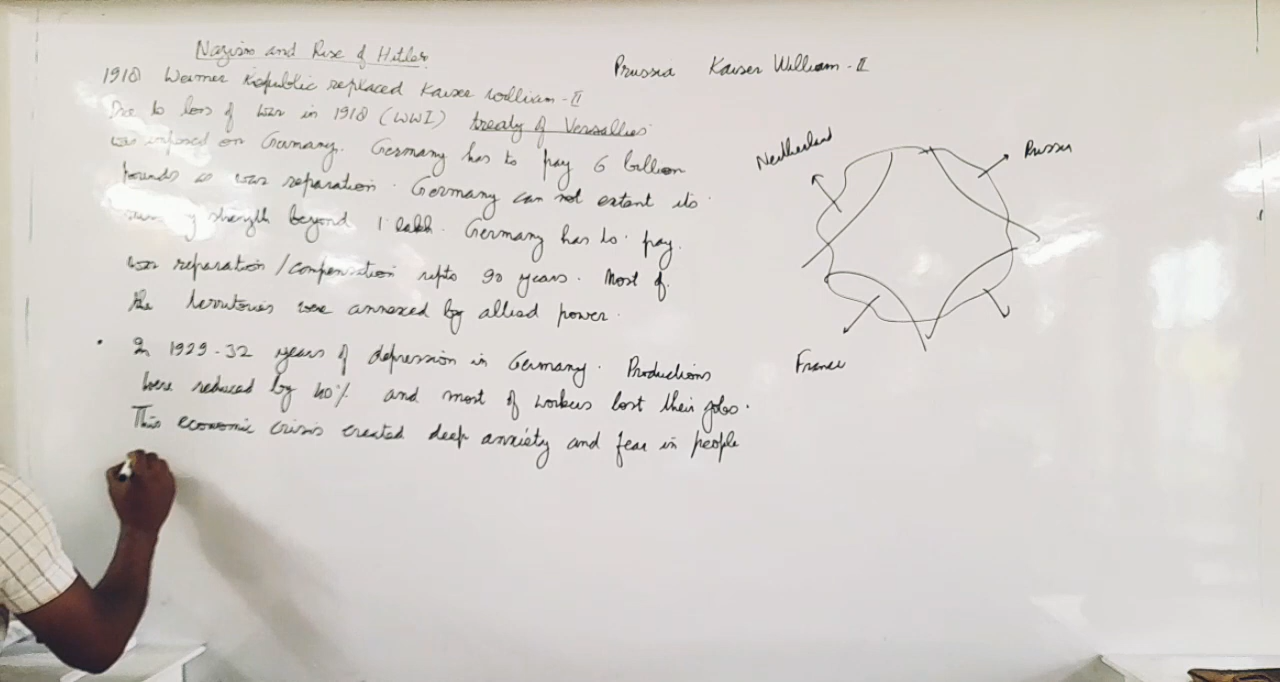 Nazism and Rise of Hitler
Prussia Kaiser William - II
1918 Weimer Republic replaced Kaiser William - II
Due to loss of war in 1918 (WWI) treaty of Versallies
was imposed on Germany. Germany has to pay 6 billion
pounds as war reparation. Germany can not extant its
strength beyond 1 lakh. Germany has to pay
war reparation / compensation upto 90 years. Most of
the territories were annexed by allied power.
• In 1929-32 years of depression in Germany. Productions
were reduced by 40% and most of workers lost their jobs.
This economic crisis created deep anxiety and fear in people
Netherland
Russia
France